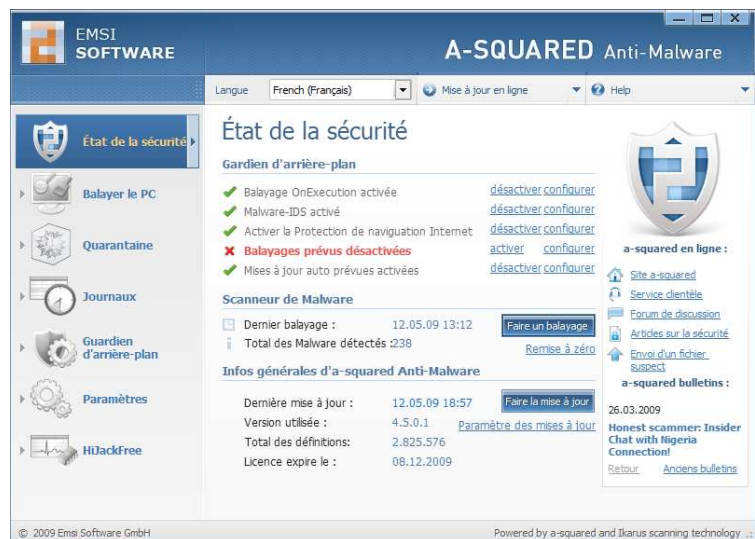 EMSI
SOFTWARE
A-SQUARED Anti-Malware
Langue French (Français) Mise à jour en ligne Help
État de la sécurité
Balayer le PC
Quarantaine
Journaux
Guardien
d'arrière-plan
Paramètres
HiJackFree
État de la sécurité
Gardien d'arrière-plan
Balayage OnExecution activée désactiver configurer
Malware-IDS activé désactiver configurer
Activer la Protection de naviguation Internet désactiver configurer
Balayages prévus désactivées activer configurer
Mises à jour auto prévues activées désactiver configurer
Scanneur de Malware
Dernier balayage : 12.05.09 13:12 Faire un balayage
Total des Malware détectés :238 Remise à zéro
Infos générales d'a-squared Anti-Malware
Dernière mise à jour : 12.05.09 18:57 Faire la mise à jour
Version utilisée : 4.5.0.1 Paramètre des mises à jour
Total des définitions: 2.825.576
Licence expire le : 08.12.2009
a-squared en ligne :
Site a-squared
Service clientèle
Forum de discussion
Articles sur la sécurité
Envoi d'un fichier
suspect
a-squared bulletins :
26.03.2009
Honest scammer: Insider
Chat with Nigeria
Connection!
Retour Anciens bulletins
© 2009 Emsi Software GmbH Powered by a-squared and Ikarus scanning technology